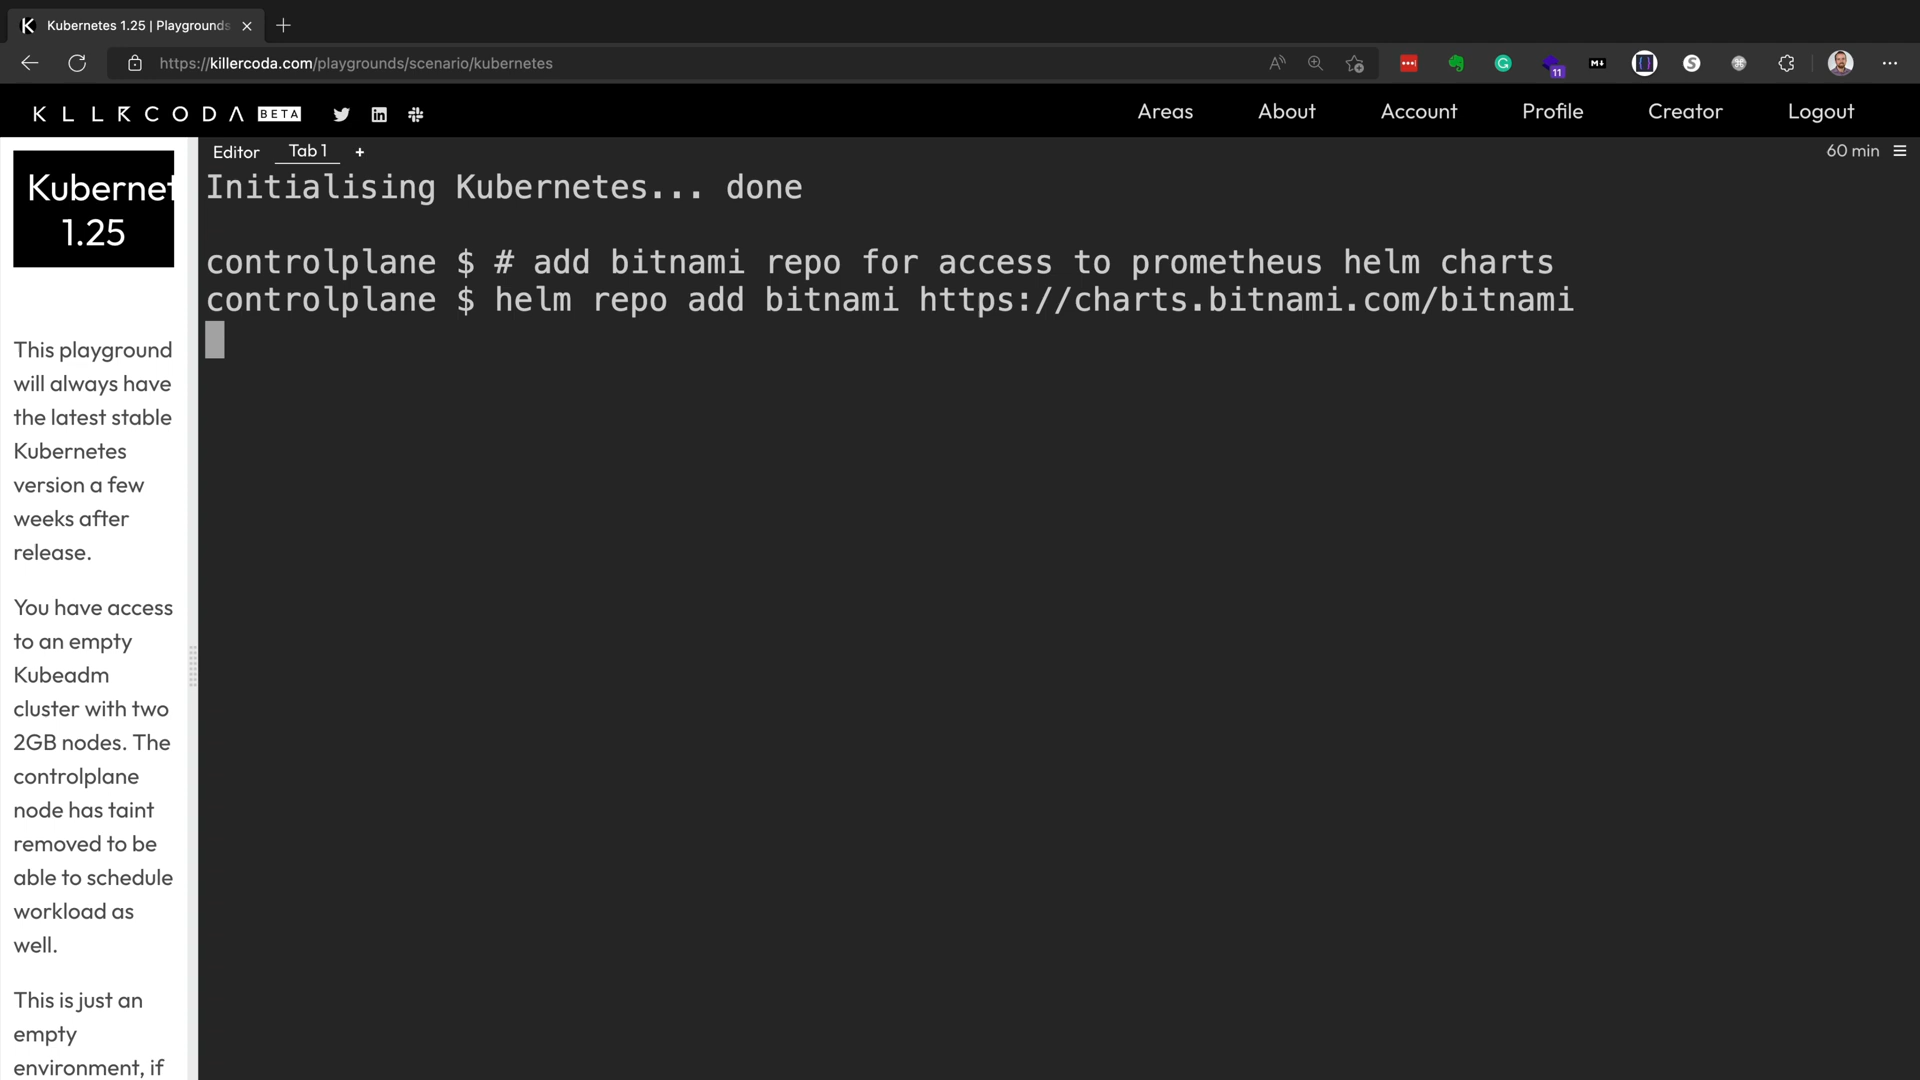 Kubernetes 1.25 | Playgrounds
https://killercoda.com/playgrounds/scenario/kubernetes
11
M↓
KLLRCODA BETA
Areas
About
Account
Profile
Creator
Logout
Editor
Tab 1
+
60 min
Kubernet
1.25
This playground
will always have
the latest stable
Kubernetes
version a few
weeks after
release.
You have access
to an empty
Kubeadm
cluster with two
2GB nodes. The
controlplane
node has taint
removed to be
able to schedule
workload as
well.
This is just an
empty
environment, if
Initialising Kubernetes... done
controlplane $ # add bitnami repo for access to prometheus helm charts
controlplane $ helm repo add bitnami https://charts.bitnami.com/bitnami